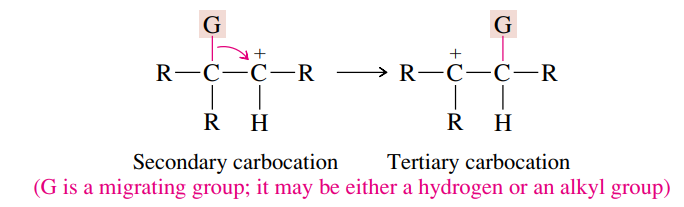 G G
+ +
R—C—C—R ⟶ R—C—C—R
R H R H
Secondary carbocation Tertiary carbocation
(G is a migrating group; it may be either a hydrogen or an alkyl group)